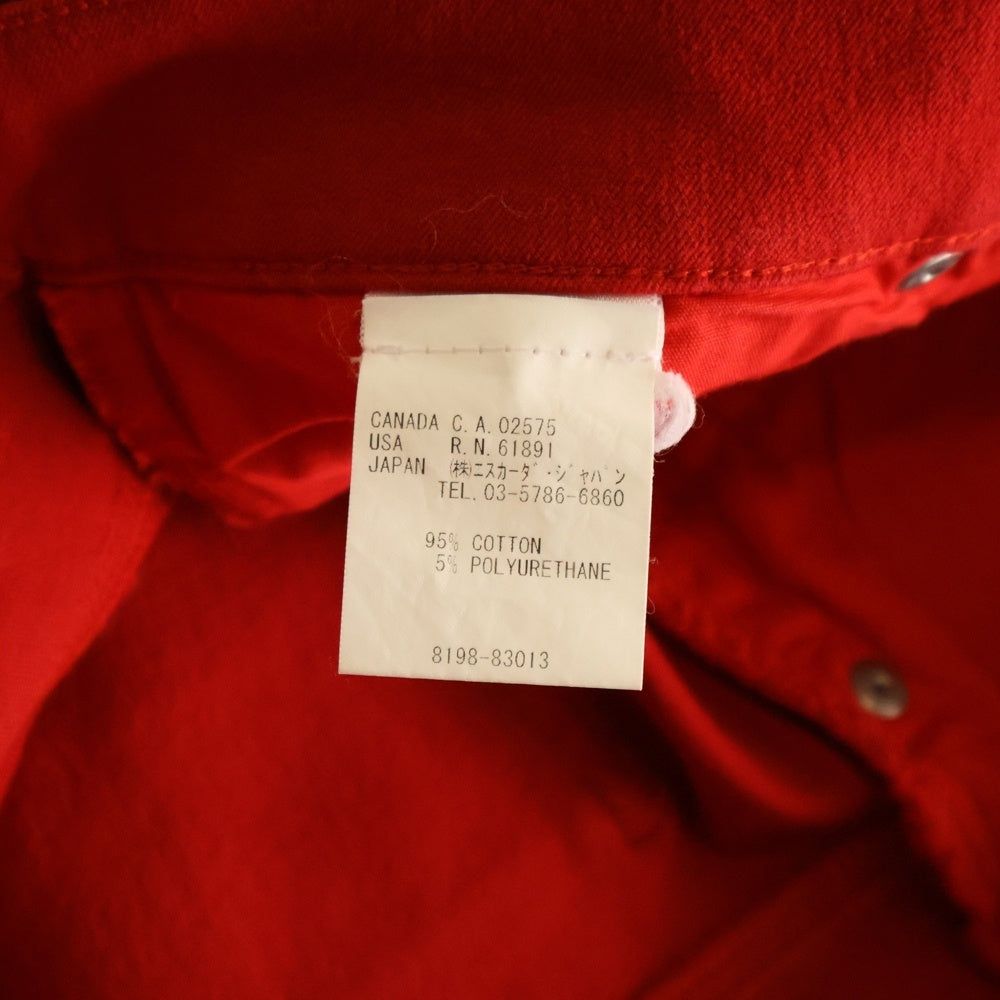 CANADA C.A.02575
USA R.N.61891
JAPAN (株)エスカーダ・ジャパン
TEL.03-5786-6860
95% COTTON
5% POLYURETHANE
8198-83013